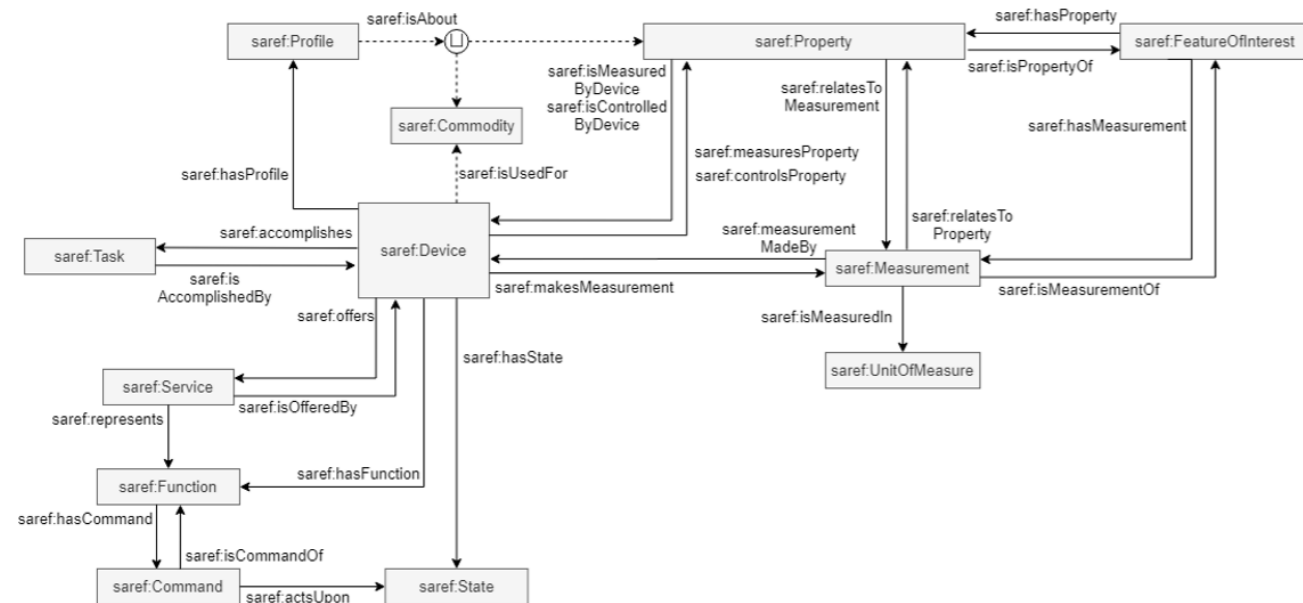 saref:isAbout
saref:hasProperty
saref:Profile
saref:Property
saref:FeatureOfInterest
saref:isPropertyOf
saref:isMeasured
ByDevice
saref:isControlled
ByDevice
saref:relatesTo
Measurement
saref:Commodity
saref:hasMeasurement
saref:measuresProperty
saref:controlsProperty
saref:hasProfile
saref:isUsedFor
saref:accomplishes
saref:measurement
MadeBy
saref:relatesTo
Property
saref:Task
saref:Device
saref:Measurement
saref:is
AccomplishedBy
saref:makesMeasurement
saref:isMeasurementOf
saref:offers
saref:isMeasuredIn
saref:hasState
saref:UnitOfMeasure
saref:Service
saref:isOfferedBy
saref:represents
saref:hasFunction
saref:Function
saref:hasCommand
saref:isCommandOf
saref:Command
saref:State
saref:actsUpon